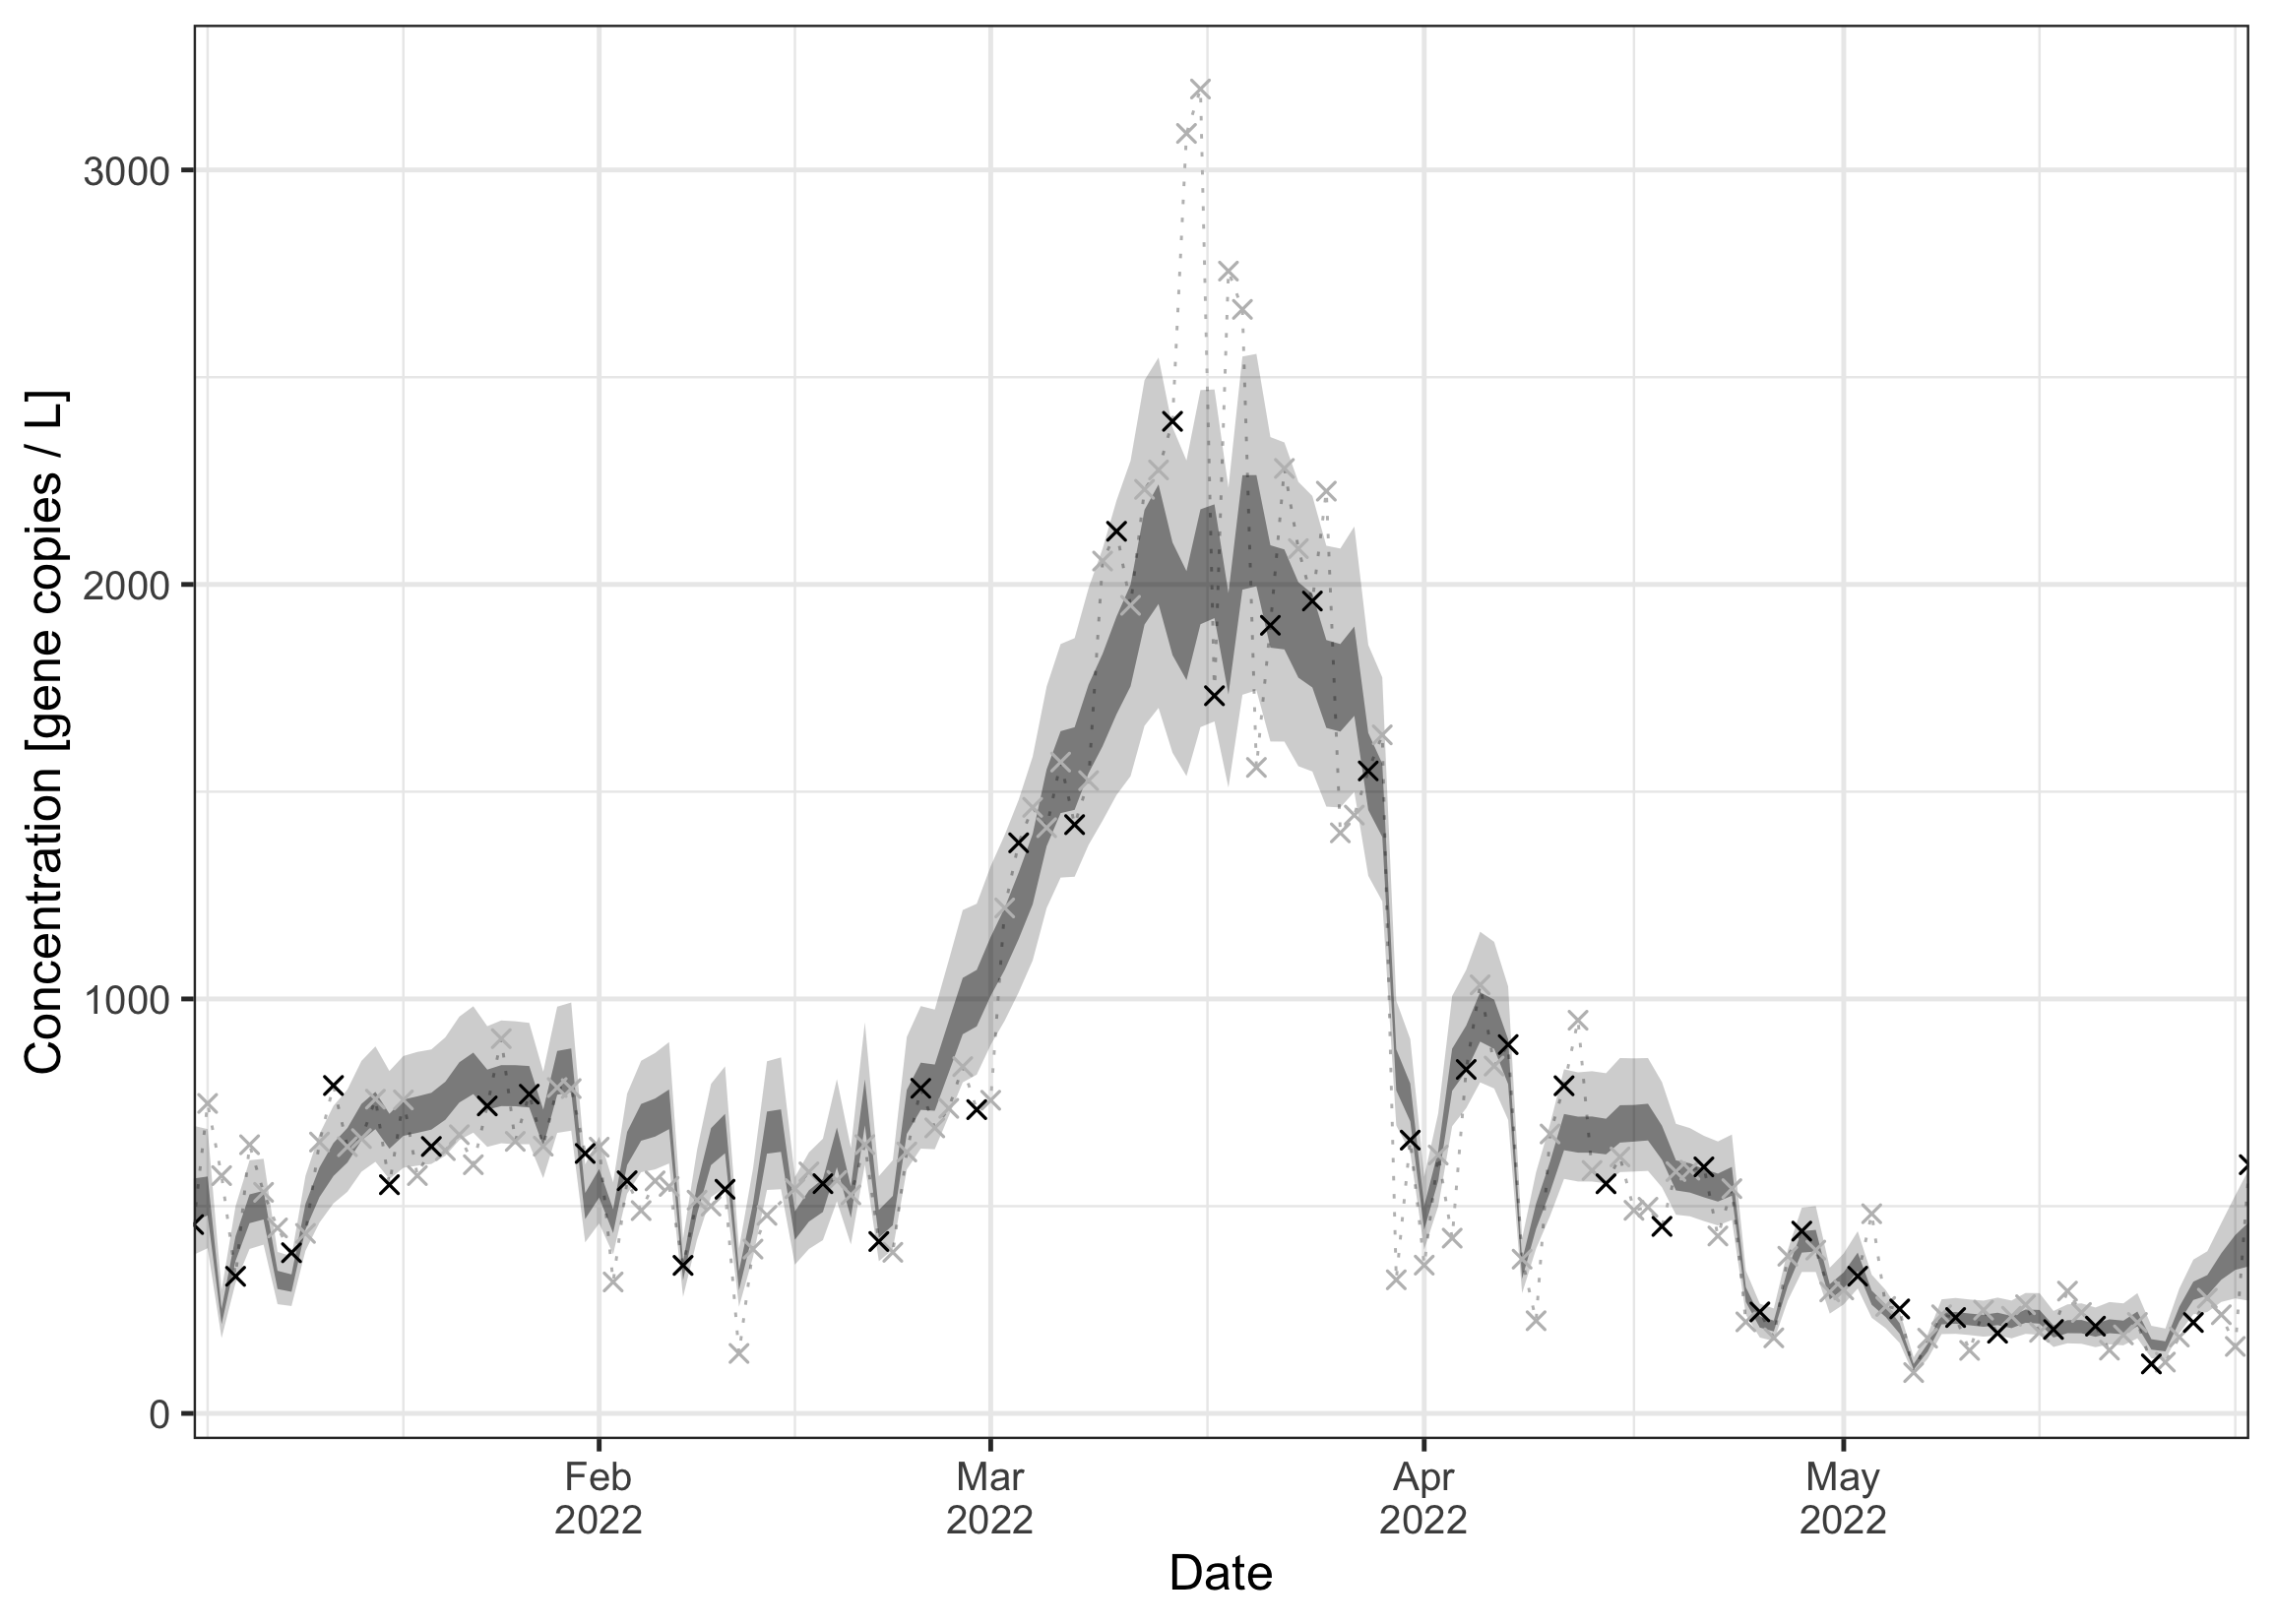 Concentration [gene copies / L]
3000
2000
1000
0
Feb
2022
Mar
2022
Apr
2022
May
2022
Date